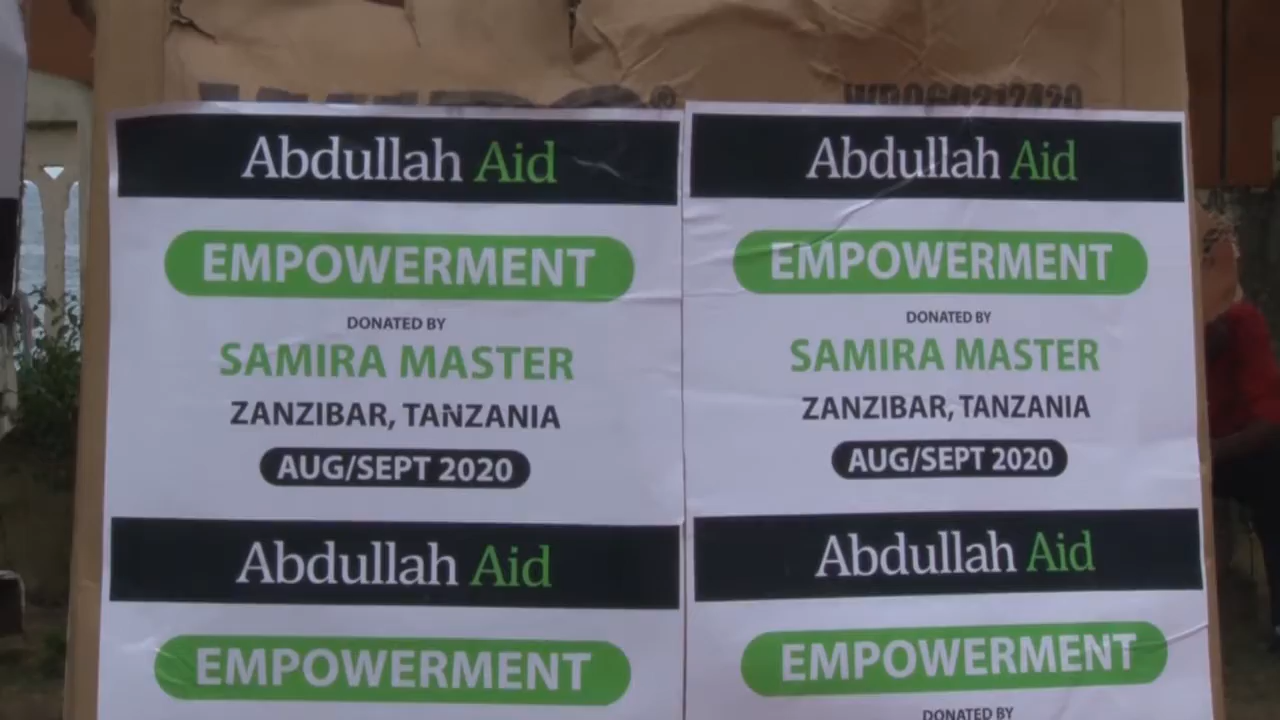 Abdullah Aid
EMPOWERMENT
DONATED BY
SAMIRA MASTER
ZANZIBAR, TANZANIA
AUG/SEPT 2020
Abdullah Aid
EMPOWERMENT
DONATED BY
SAMIRA MASTER
ZANZIBAR, TANZANIA
AUG/SEPT 2020
Abdullah Aid
EMPOWERMENT
Abdullah Aid
EMPOWERMENT
DONATED BY